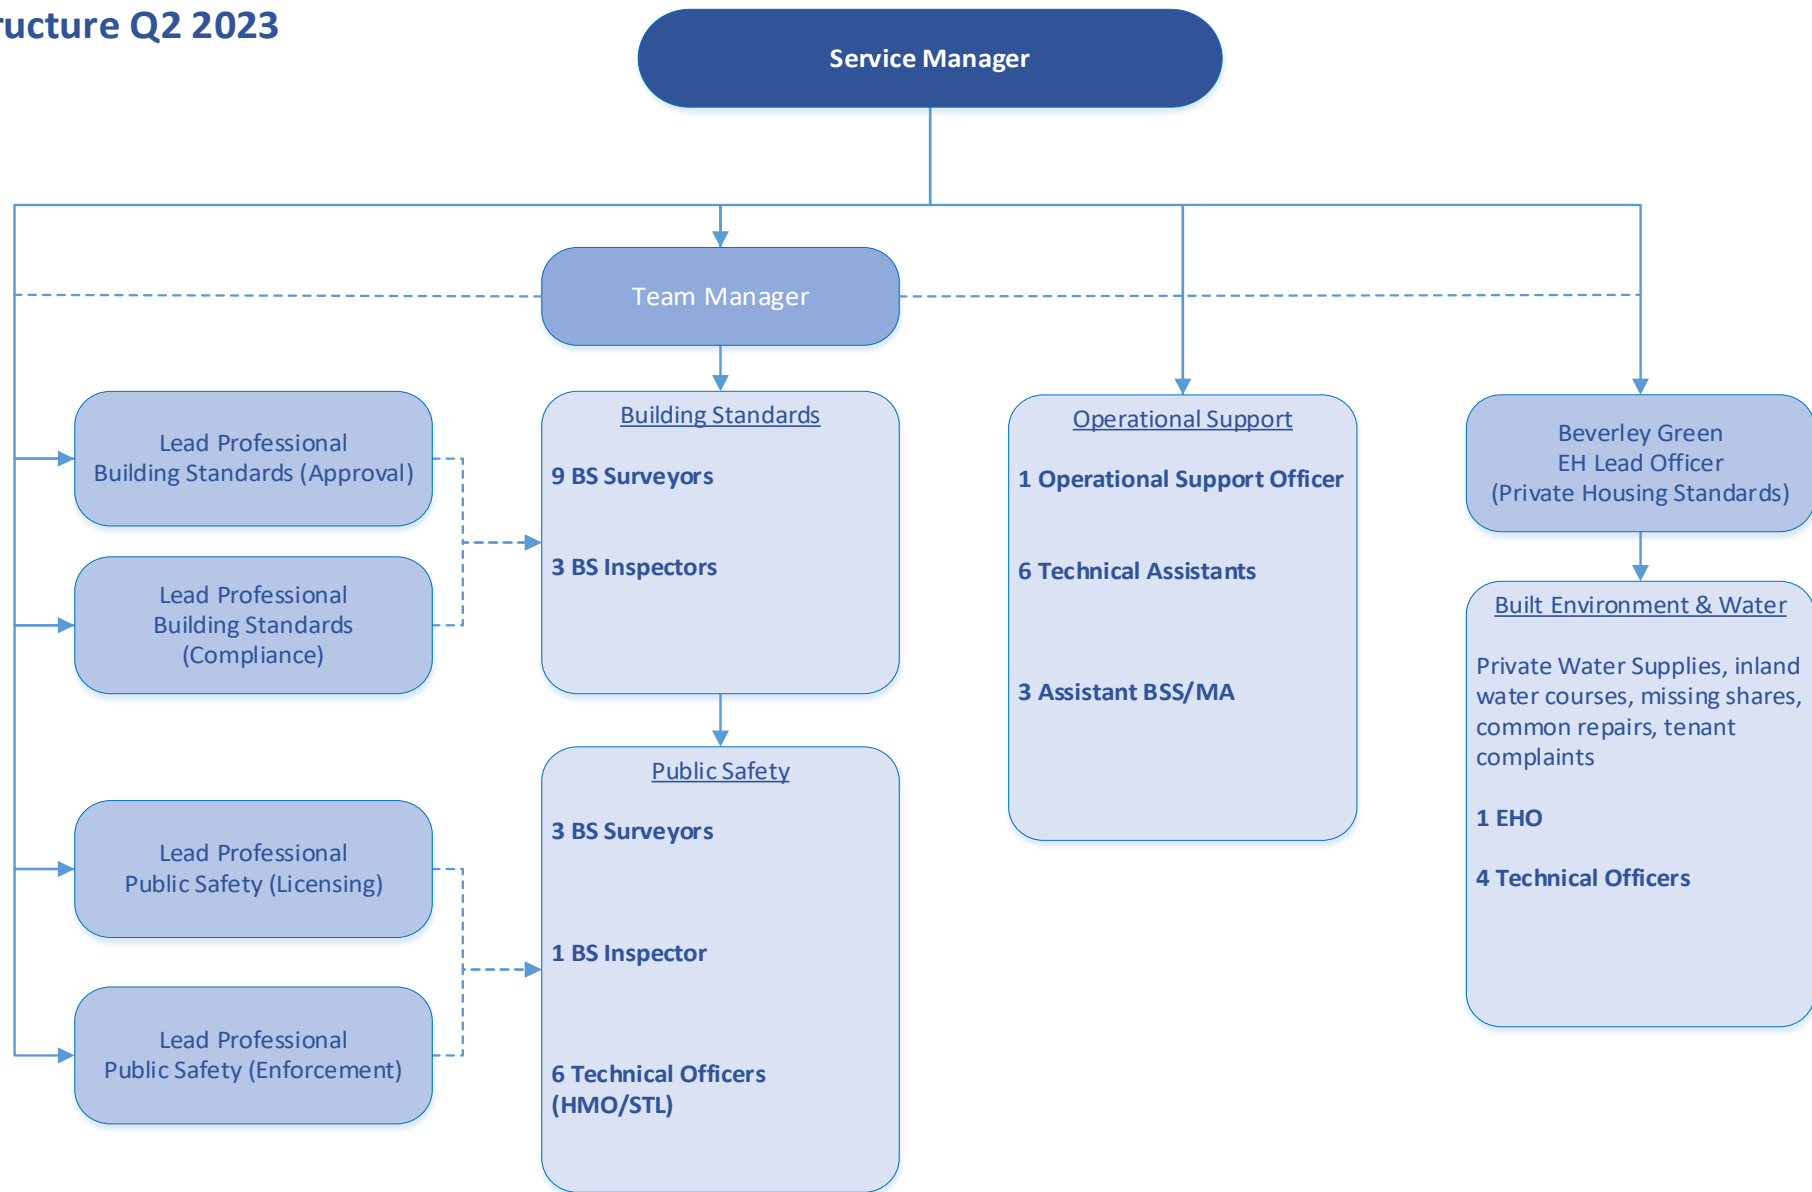 ructure Q2 2023
Service Manager
Team Manager
Lead Professional
Building Standards (Approval)
Lead Professional
Building Standards
(Compliance)
Lead Professional
Public Safety (Licensing)
Lead Professional
Public Safety (Enforcement)
Building Standards
9 BS Surveyors
3 BS Inspectors
Public Safety
3 BS Surveyors
1 BS Inspector
6 Technical Officers
(HMO/STL)
Operational Support
1 Operational Support Officer
6 Technical Assistants
3 Assistant BSS/MA
Beverley Green
EH Lead Officer
(Private Housing Standards)
Built Environment & Water
Private Water Supplies, inland
water courses, missing shares,
common repairs, tenant
complaints
1 EHO
4 Technical Officers